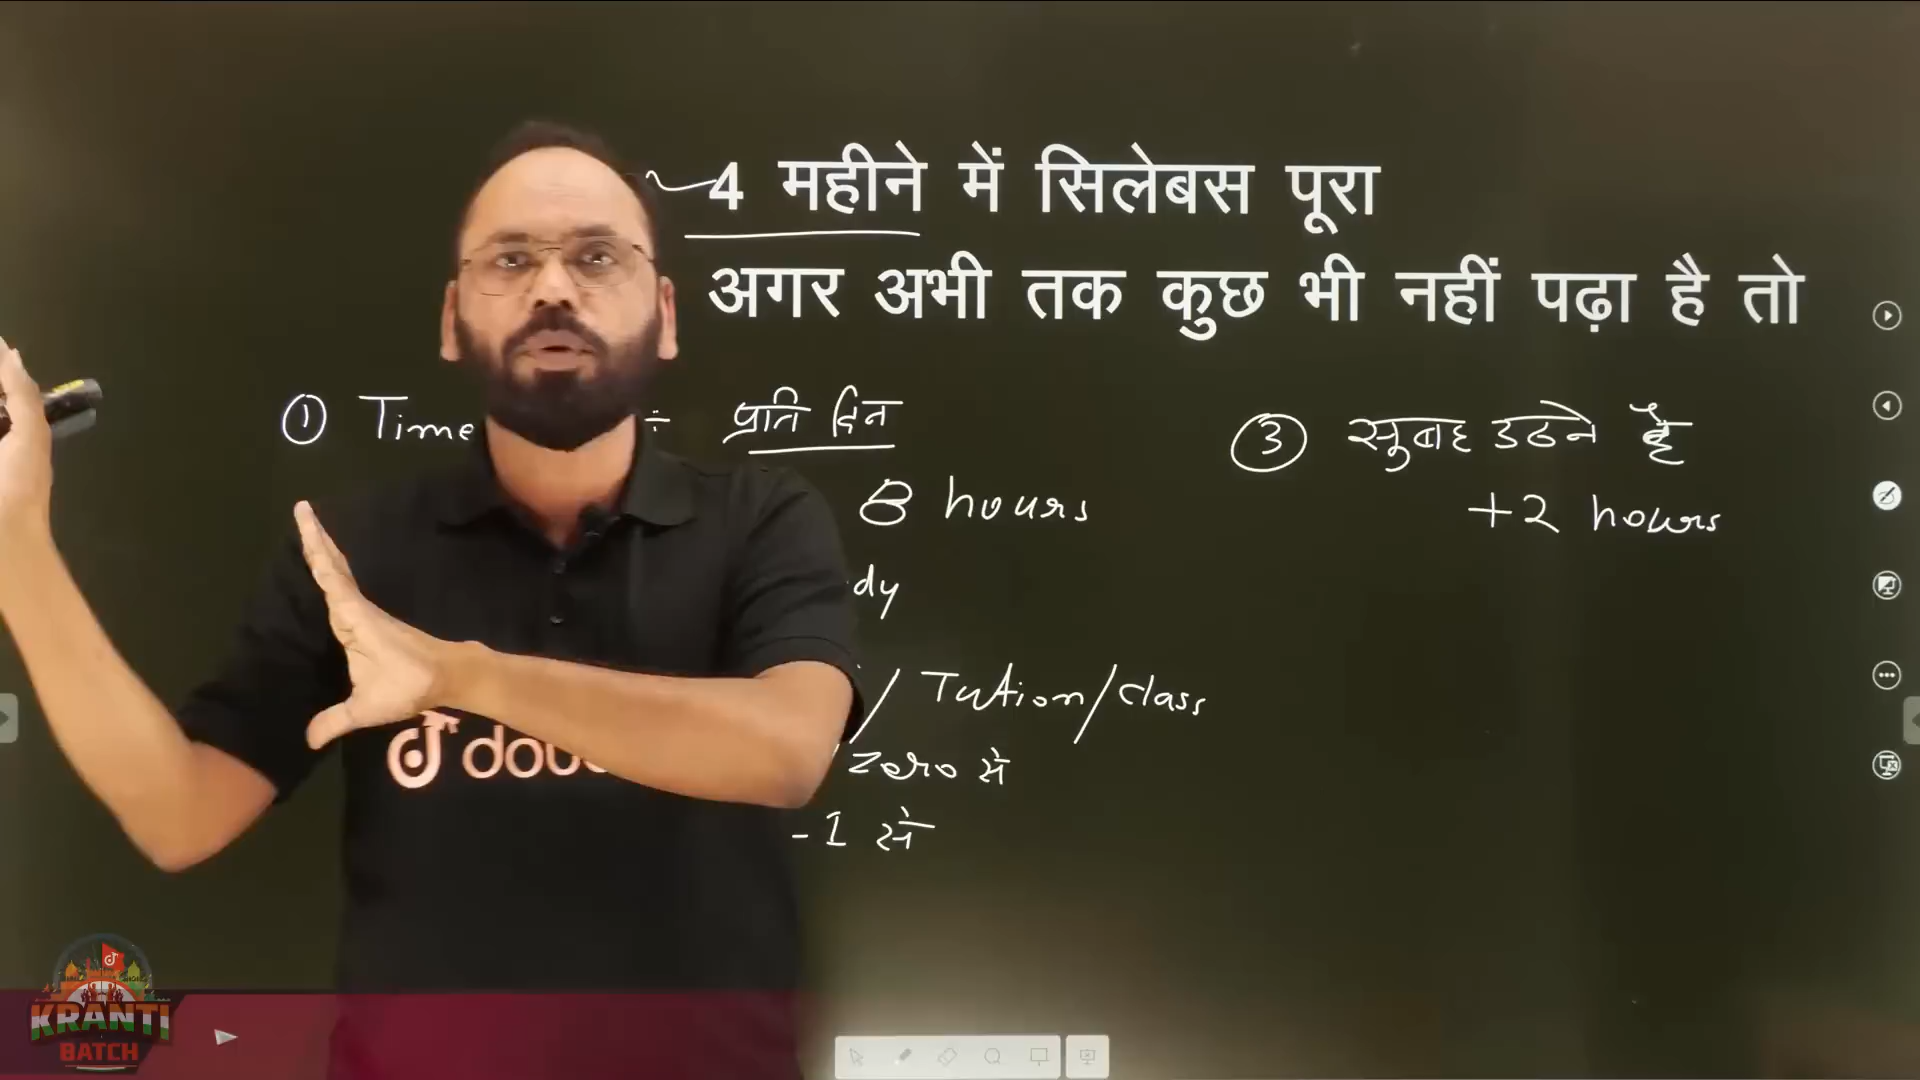 4 महीने में सिलेबस पूरा
अगर अभी तक कुछ भी नहीं पढ़ा है तो
① Time ÷ प्रति दिन
8 hours
dy
/ Tution/class
zero से
-1 से
③ सुबह उठने है
+2 hours
dou
KRANTI
BATCH